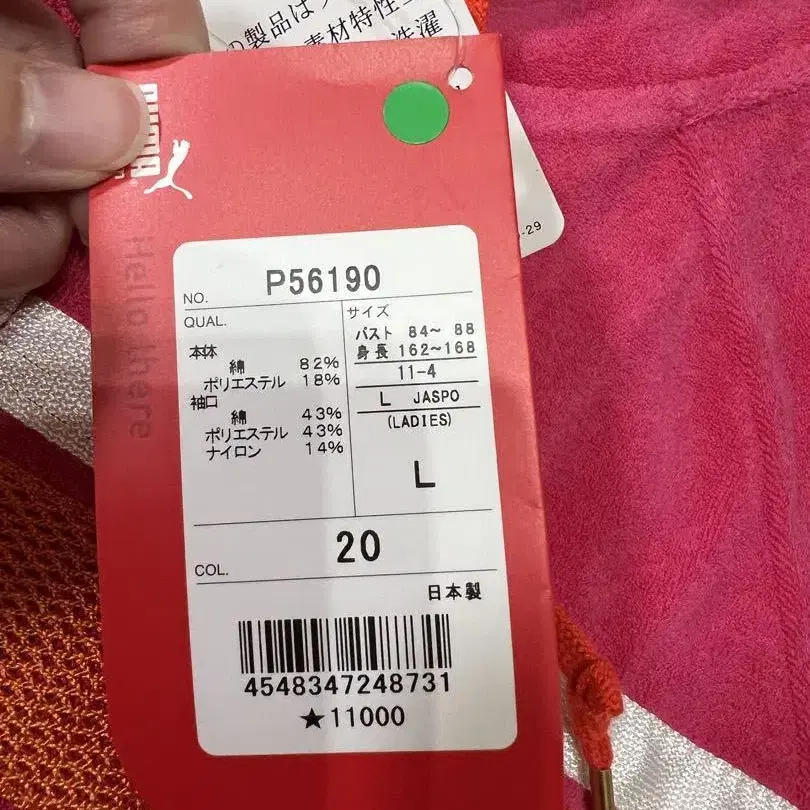 の製品は
素材特性
洗濯
-29
PUMA
Hello there
NO. P56190
QUAL.
本体
綿 82%
ポリエステル 18%
袖口
綿 43%
ポリエステル 43%
ナイロン 14%
サイズ
バスト 84～ 88
身長 162～168
11-4
L JASPO
(LADIES)
L
COL. 20
日本製
4548347248731
★11000